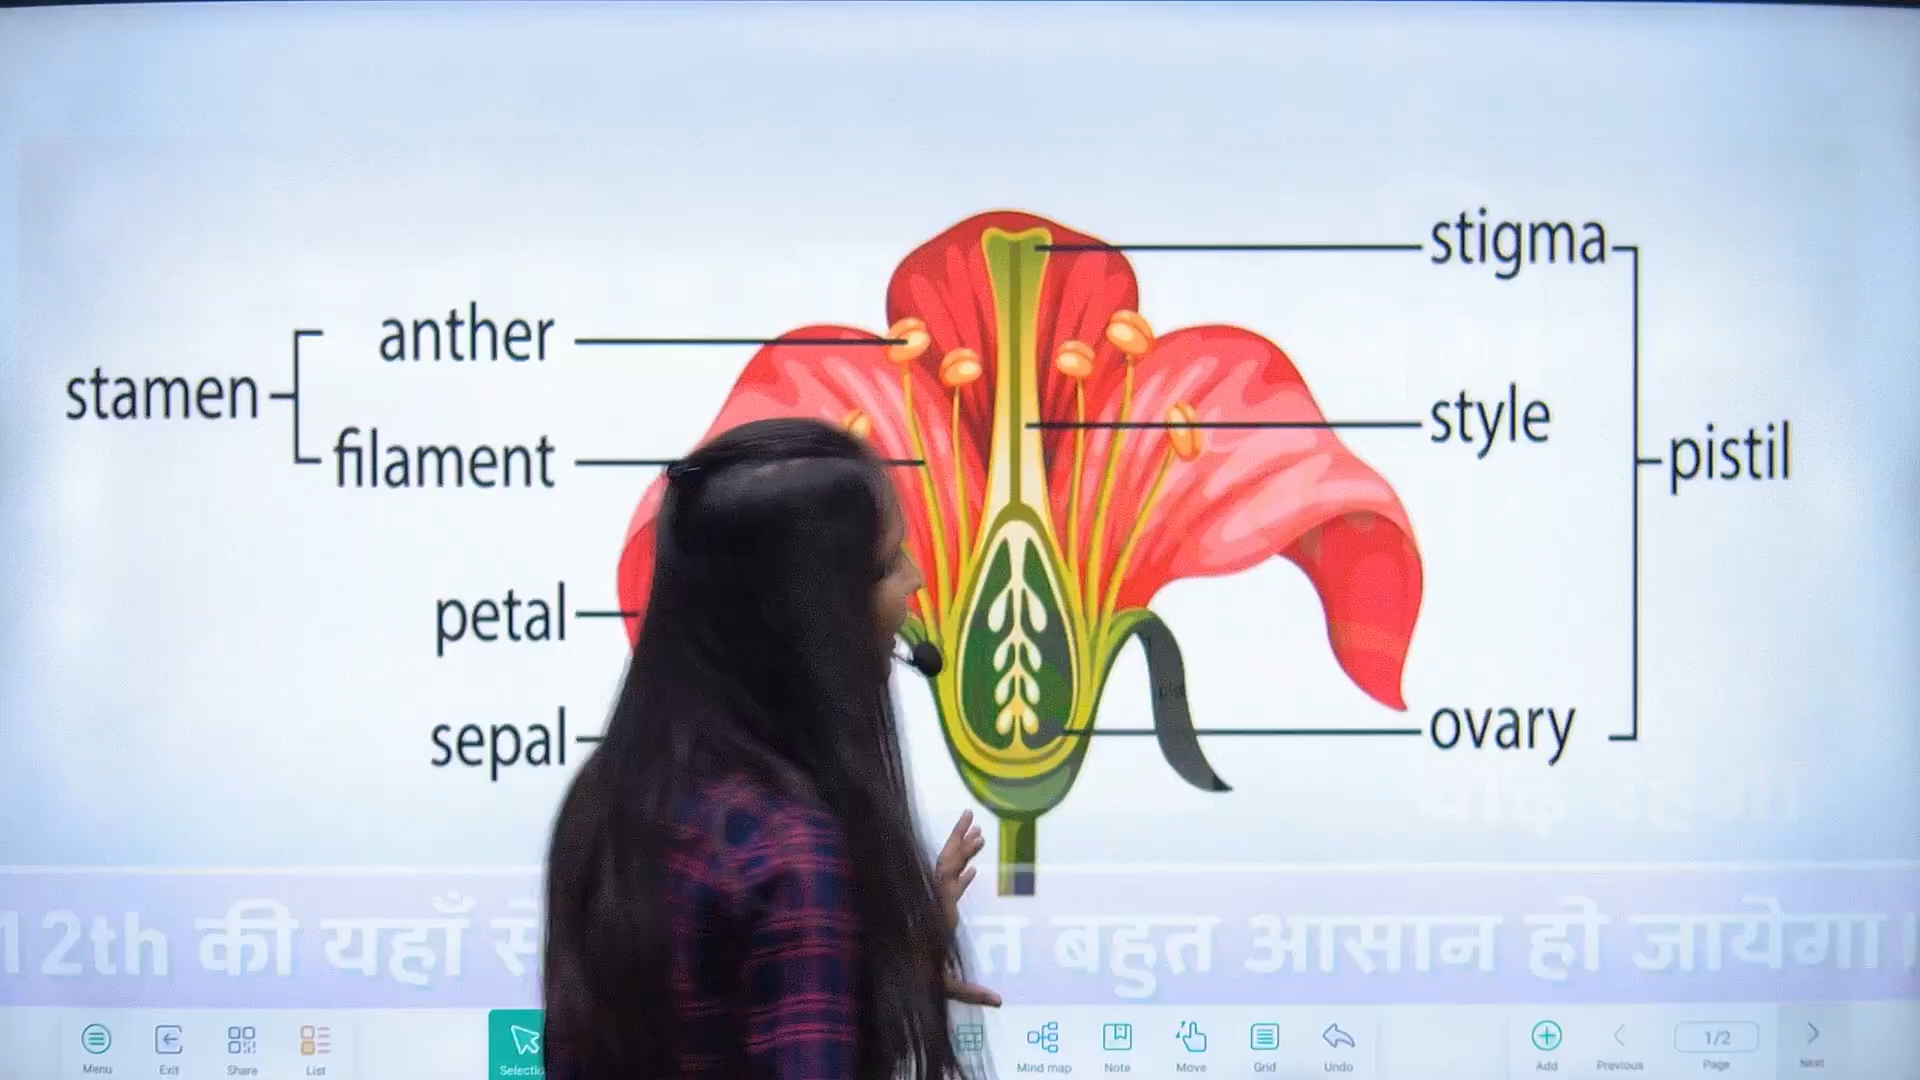 stigma
anther
stamen
style
filament
pistil
petal
sepal
ovary
12th की यहाँ से
त बहुत आसान हो जायेगा।
Menu Exit Share List Mind map Note Move Grid Undo Add Previous 1/2 Page Next